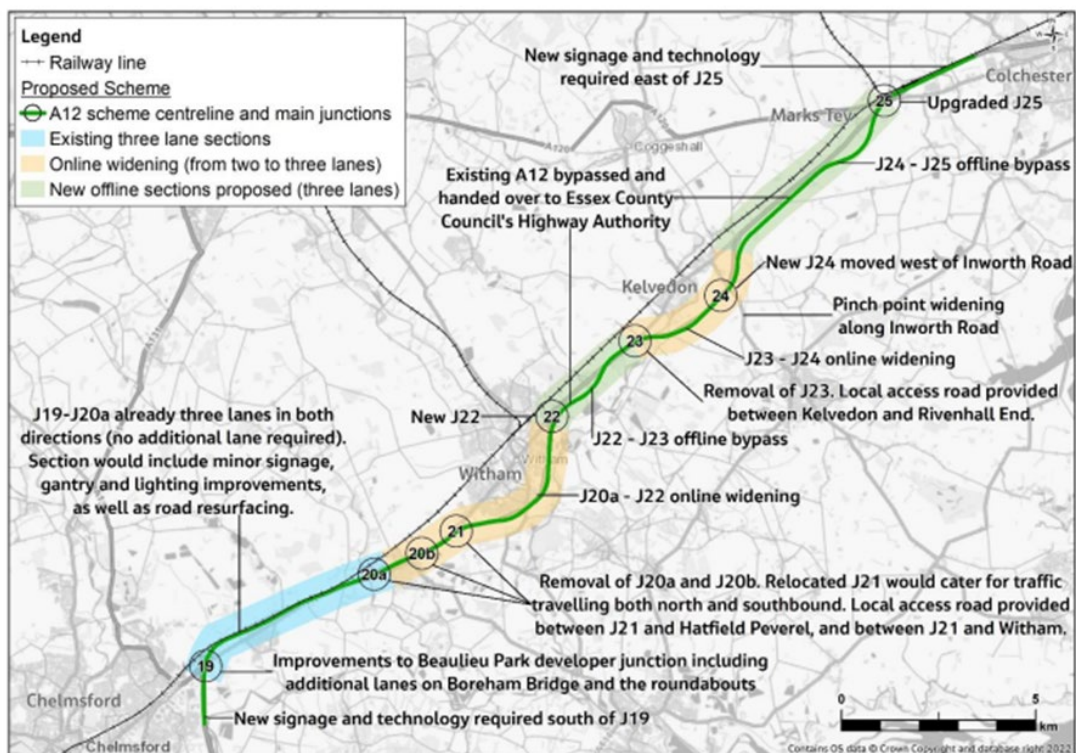 Legend
Railway line
Proposed Scheme
A12 scheme centreline and main junctions
Existing three lane sections
Online widening (from two to three lanes)
New offline sections proposed (three lanes)
New signage and technology
required east of J25
Colchester
25
Upgraded J25
Marks Tey
A120
Coggeshall
J24 - J25 offline bypass
Existing A12 bypassed and
handed over to Essex County
Council's Highway Authority
New J24 moved west of Inworth Road
Kelvedon
24
Pinch point widening
along Inworth Road
23
J23 - J24 online widening
Removal of J23. Local access road provided
between Kelvedon and Rivenhall End.
A131
J19-J20a already three lanes in both
directions (no additional lane required).
Section would include minor signage,
gantry and lighting improvements,
as well as road resurfacing.
New J22
22
J22 - J23 offline bypass
Witham
Witham
J20a - J22 online widening
21
20b
20a
Removal of J20a and J20b. Relocated J21 would cater for traffic
travelling both north and southbound. Local access road provided
between J21 and Hatfield Peverel, and between J21 and Witham.
19
Improvements to Beaulieu Park developer junction including
additional lanes on Boreham Bridge and the roundabouts
Chelmsford
New signage and technology required south of J19
Chelmsford
0 5
km
Contains OS data © Crown Copyright and database right